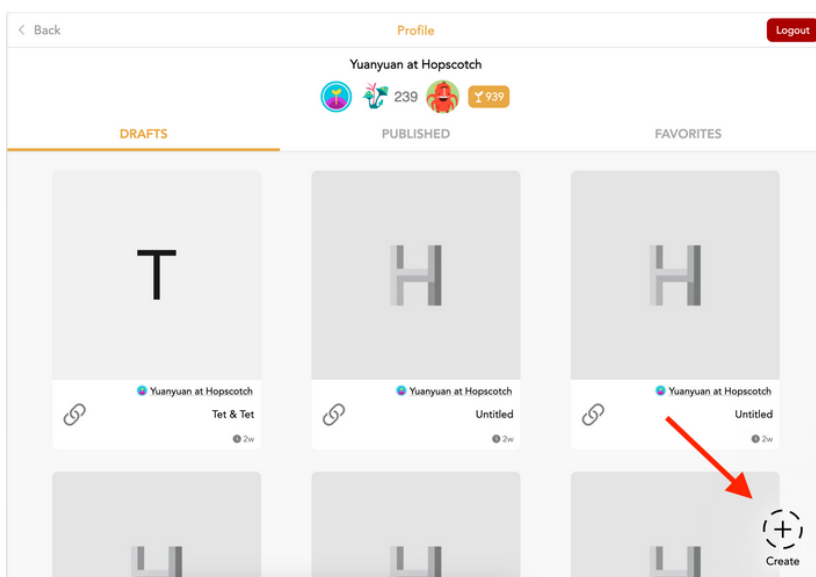 Back
Profile
Logout
Yuanyuan at Hopscotch
239
939
DRAFTS
PUBLISHED
FAVORITES
T
H
H
Yuanyuan at Hopscotch
Yuanyuan at Hopscotch
Yuanyuan at Hopscotch
Tet & Tet
Untitled
Untitled
2w
2w
2w
H
H
H
Create